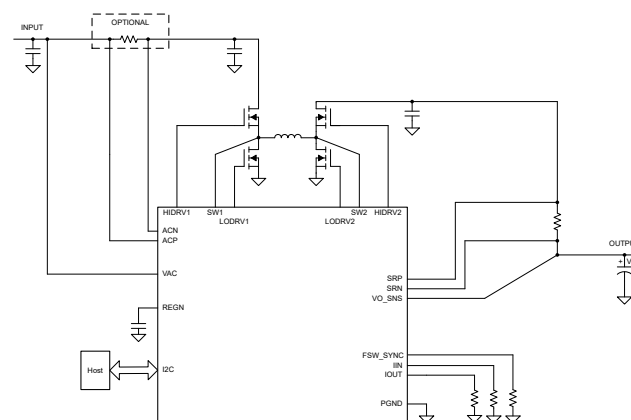 INPUT
OPTIONAL
HIDRV1
SW1
LODRV1
LODRV2
SW2
HIDRV2
ACN
ACP
VAC
REGN
Host
I2C
SRP
SRN
VO_SNS
FSW_SYNC
IIN
IOUT
PGND
+